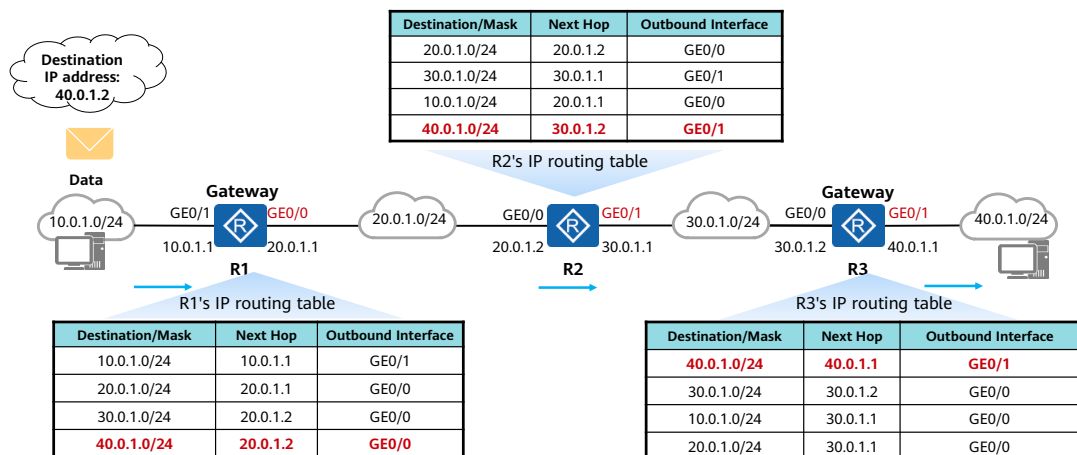 Destination/Mask Next Hop Outbound Interface
20.0.1.0/24 20.0.1.2 GE0/0
30.0.1.0/24 30.0.1.1 GE0/1
10.0.1.0/24 20.0.1.1 GE0/0
40.0.1.0/24 30.0.1.2 GE0/1
R2's IP routing table
Destination
IP address:
40.0.1.2
Data
Gateway
Gateway
10.0.1.0/24 GE0/1 GE0/0 20.0.1.0/24 GE0/0 GE0/1 30.0.1.0/24 GE0/0 GE0/1 40.0.1.0/24
R R R
10.0.1.1 20.0.1.1 20.0.1.2 30.0.1.1 30.0.1.2 40.0.1.1
R1 R2 R3
R1's IP routing table
Destination/Mask Next Hop Outbound Interface
10.0.1.0/24 10.0.1.1 GE0/1
20.0.1.0/24 20.0.1.1 GE0/0
30.0.1.0/24 20.0.1.2 GE0/0
40.0.1.0/24 20.0.1.2 GE0/0
R3's IP routing table
Destination/Mask Next Hop Outbound Interface
40.0.1.0/24 40.0.1.1 GE0/1
30.0.1.0/24 30.0.1.2 GE0/0
10.0.1.0/24 30.0.1.1 GE0/0
20.0.1.0/24 30.0.1.1 GE0/0